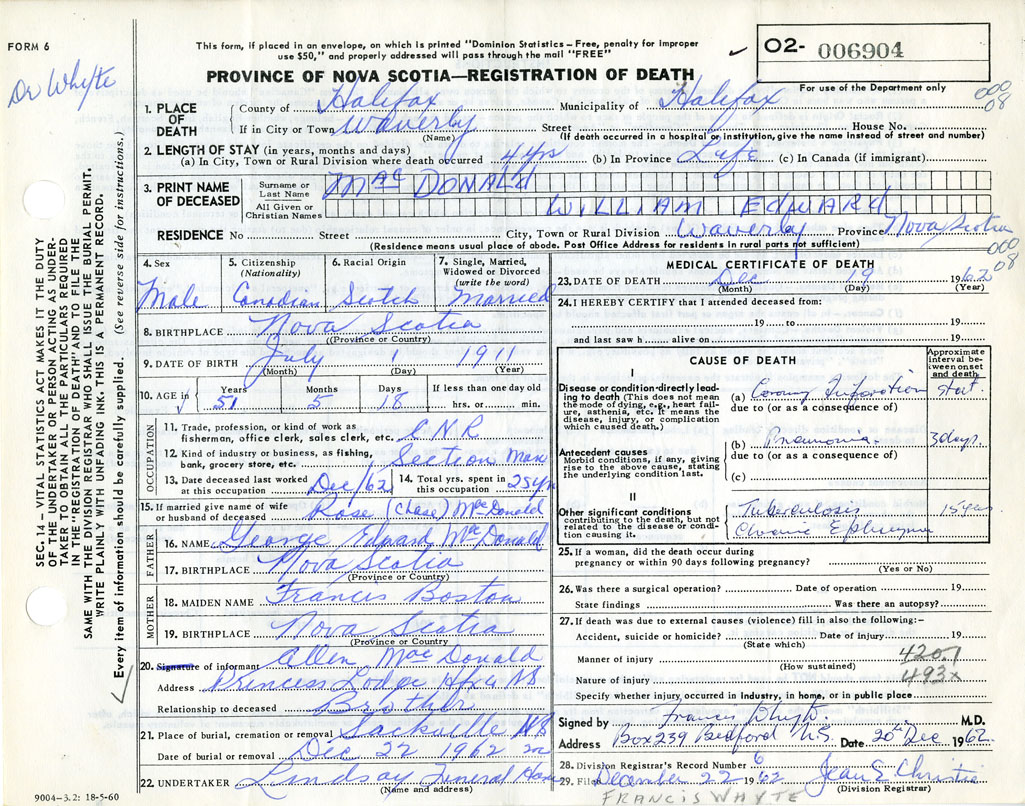 FORM 6
Dr Whyte
This form, if placed in an envelope, on which is printed "Dominion Statistics – Free, penalty for improper
use $50," and properly addressed will pass through the mail "FREE"
O2- 006904
For use of the Department only
PROVINCE OF NOVA SCOTIA—REGISTRATION OF DEATH
000
08
1. PLACE OF DEATH
County of Halifax Municipality of Halifax
If in City or Town Waverly Street House No.
(Name) (If death occurred in a hospital or institution, give the name instead of street and number)
2. LENGTH OF STAY (in years, months and days)
(a) In City, Town or Rural Division where death occurred 4 yrs (b) In Province Life (c) In Canada (if immigrant)
3. PRINT NAME OF DECEASED
Surname or Last Name MacDONALD
All Given or Christian Names WILLIAM EDWARD
RESIDENCE No Street City, Town or Rural Division Waverly Province Nova Scotia
(Residence means usual place of abode. Post Office Address for residents in rural parts not sufficient)
000
08
4. Sex Male
5. Citizenship (Nationality) Canadian
6. Racial Origin Scotch
7. Single, Married, Widowed or Divorced (write the word) Married
8. BIRTHPLACE Nova Scotia
(Province or Country)
9. DATE OF BIRTH July 1 1911
(Month) (Day) (Year)
10. AGE in Years 51 Months 5 Days 18 If less than one day old hrs. or min.
OCCUPATION
11. Trade, profession, or kind of work as
fisherman, office clerk, sales clerk, etc. C.N.R
12. Kind of industry or business, as fishing,
bank, grocery store, etc. Section Man
13. Date deceased last worked at this occupation Dec/62
14. Total yrs. spent in this occupation 25 yrs
15. If married give name of wife
or husband of deceased Rose (Chase) McDonald
FATHER
16. NAME George Edward MacDonald
17. BIRTHPLACE Nova Scotia
(Province or Country)
MOTHER
18. MAIDEN NAME Francis Boston
19. BIRTHPLACE Nova Scotia
(Province or Country)
20. Signature of informant Allen MacDonald
Address Princess Lodge Hfx NS
Relationship to deceased Brother
21. Place of burial, cremation or removal Sackville NS
Date of burial or removal Dec 22 1962
22. UNDERTAKER Lindsay Funeral Home
(Name and address)
9004-3.2: 18-5-60
MEDICAL CERTIFICATE OF DEATH
23. DATE OF DEATH Dec 19 1962
(Month) (Day) (Year)
24. I HEREBY CERTIFY that I attended deceased from:
19 to 19
and last saw h alive on 19
CAUSE OF DEATH
Approximate interval between onset and death
I
Disease or condition directly leading to death (This does not mean
the mode of dying, e.g., heart failure, asthenia, etc. It means the
disease, injury, or complication
which caused death.)
(a) Coronary stat.
due to (or as a consequence of)
Antecedent causes
Morbid conditions, if any, giving
rise to the above cause, stating
the underlying condition last.
(b) Pneumonia 3 days
due to (or as a consequence of)
(c)
II
Other significant conditions
contributing to the death, but not
related to the disease or condition causing it.
Tuberculosis 15 years
Chronic
25. If a woman, did the death occur during
pregnancy or within 90 days following pregnancy?
(Yes or No)
26. Was there a surgical operation? Date of operation 19
State findings Was there an autopsy?
27. If death was due to external causes (violence) fill in also the following:–
Accident, suicide or homicide? Date of injury 19
(State which)
Manner of injury 420.1
(How sustained)
Nature of injury 493x
Specify whether injury occurred in industry, in home, or in public place
Signed by Francis Whyte M.D.
Address Box 239 Bedford N.S. Date 20th Dec 1962
28. Division Registrar's Record Number 6
29. Filed December 22 1962 Jean E Christie
(Division Registrar)
FRANCIS WHYTE
SEC. 14 – VITAL STATISTICS ACT MAKES IT THE DUTY
OF THE UNDERTAKER OR PERSON ACTING AS UNDER-
TAKER TO OBTAIN ALL THE PARTICULARS REQUIRED
IN THE "REGISTRATION OF DEATH" AND TO FILE THE
SAME WITH THE DIVISION REGISTRAR WHO SHALL ISSUE THE BURIAL PERMIT.
WRITE PLAINLY WITH UNFADING INK. THIS IS A PERMANENT RECORD.
Every item of information should be carefully supplied. (See reverse side for instructions.)